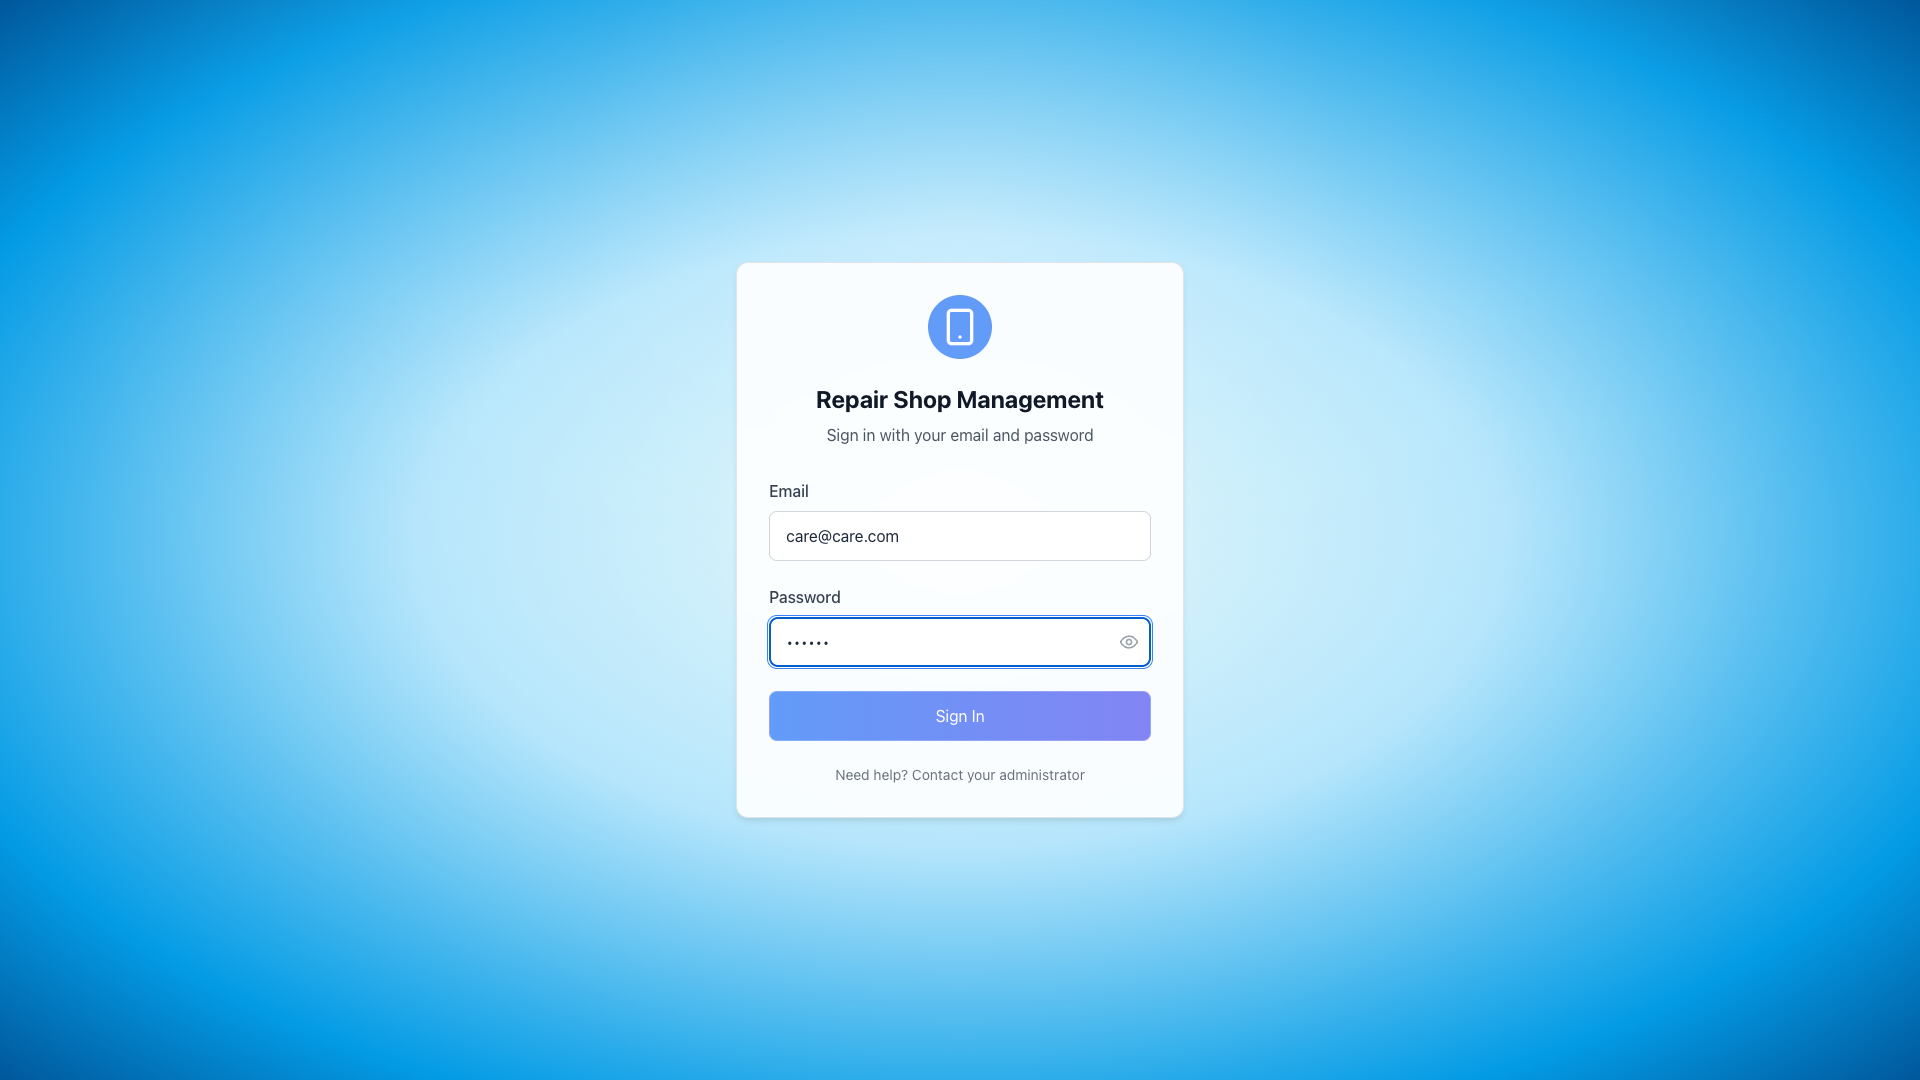 Repair Shop Management
Sign in with your email and password
Email
care@care.com
Password
••••••
Sign In
Need help? Contact your administrator